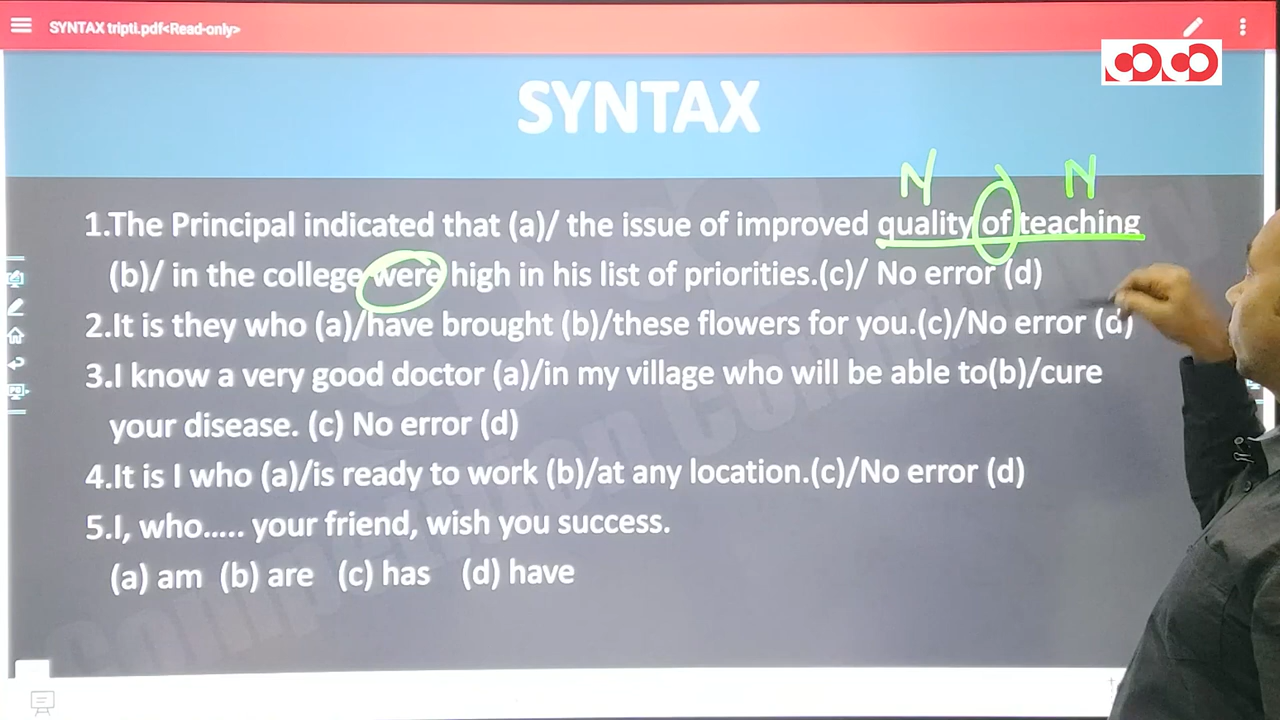 SYNTAX tripti.pdf<Read-only>
SYNTAX
N N
1.The Principal indicated that (a)/ the issue of improved quality of teaching
(b)/ in the college were high in his list of priorities.(c)/ No error (d)
2.It is they who (a)/have brought (b)/these flowers for you.(c)/No error (d)
3.I know a very good doctor (a)/in my village who will be able to(b)/cure
your disease. (c) No error (d)
4.It is I who (a)/is ready to work (b)/at any location.(c)/No error (d)
5.I, who..... your friend, wish you success.
(a) am (b) are (c) has (d) have